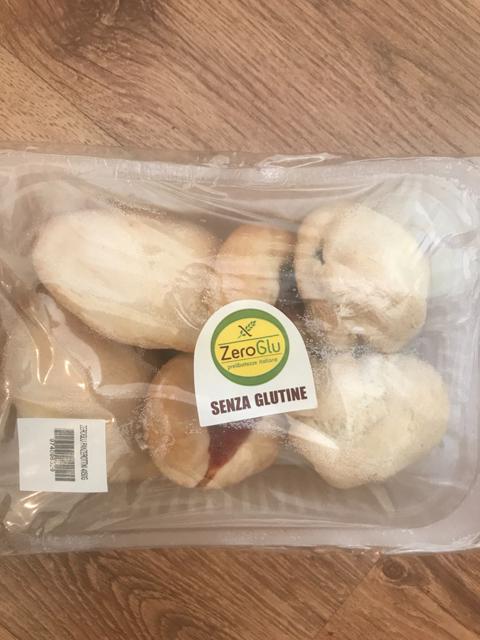 ZeroGlu
prelibatezze italiane
SENZA GLUTINE